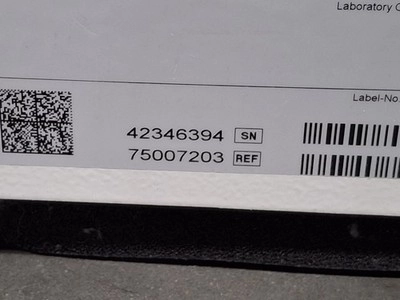 Laboratory
Label-No:
42346394 SN
75007203 REF